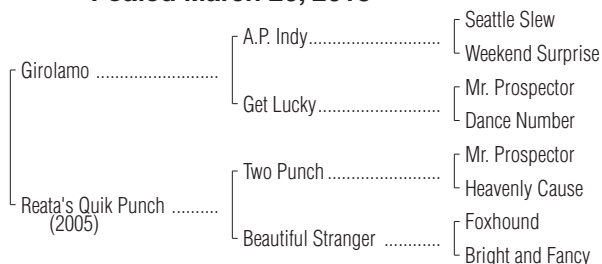 Seattle Slew
A.P. Indy
Weekend Surprise
Girolamo
Mr. Prospector
Get Lucky
Dance Number
Mr. Prospector
Two Punch
Heavenly Cause
Reata's Quik Punch
(2005)
Foxhound
Beautiful Stranger
Bright and Fancy